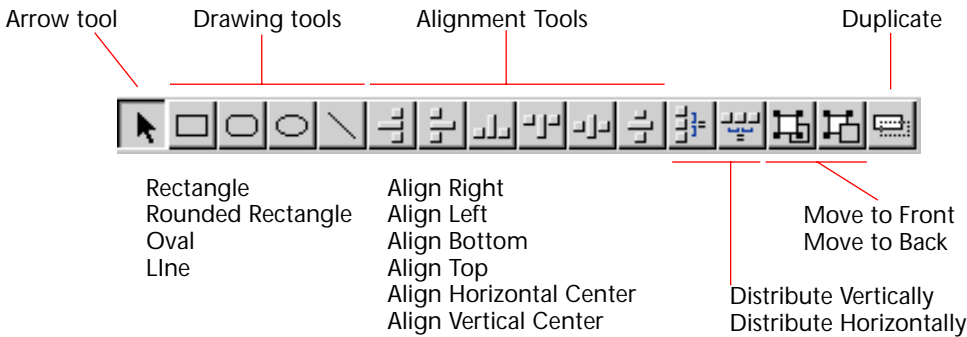 Arrow tool
Drawing tools
Alignment Tools
Duplicate
Rectangle
Rounded Rectangle
Oval
LIne
Align Right
Align Left
Align Bottom
Align Top
Align Horizontal Center
Align Vertical Center
Move to Front
Move to Back
Distribute Vertically
Distribute Horizontally